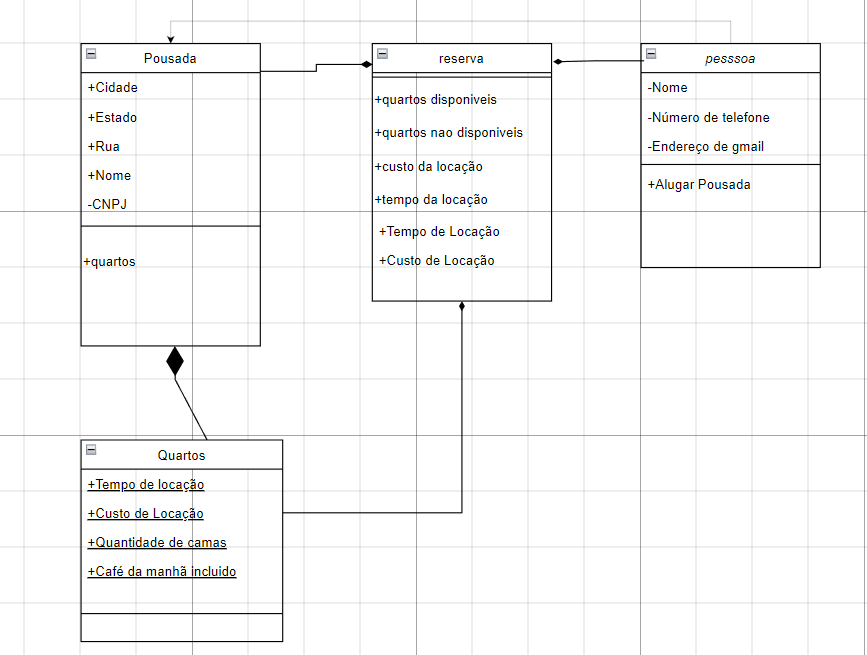 Pousada
+Cidade
+Estado
+Rua
+Nome
-CNPJ
+quartos
reserva
+quartos disponiveis
+quartos nao disponiveis
+custo da locação
+tempo da locação
+Tempo de Locação
+Custo de Locação
pesssoa
-Nome
-Número de telefone
-Endereço de gmail
+Alugar Pousada
Quartos
+Tempo de locação
+Custo de Locação
+Quantidade de camas
+Café da manhã incluido